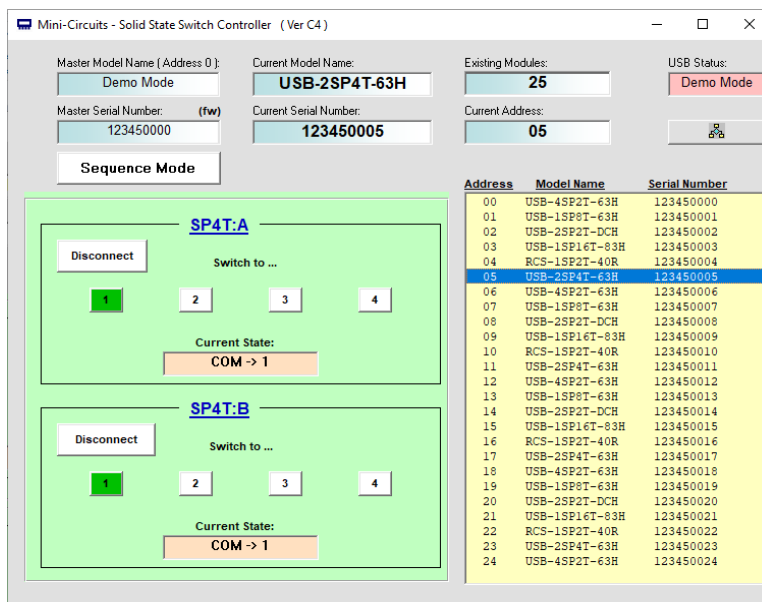 Mini-Circuits - Solid State Switch Controller   ( Ver C4 )
Master Model Name ( Address 0 ):
Demo Mode
Current Model Name:
USB-2SP4T-63H
Existing Modules:
25
USB Status:
Demo Mode
Master Serial Number: (fw)
123450000
Current Serial Number:
123450005
Current Address:
05
Sequence Mode
SP4T:A
Disconnect
Switch to ...
1 2 3 4
Current State:
COM -> 1
SP4T:B
Disconnect
Switch to ...
1 2 3 4
Current State:
COM -> 1
Address Model Name Serial Number
00 USB-4SP2T-63H 123450000
01 USB-1SP8T-63H 123450001
02 USB-2SP2T-DCH 123450002
03 USB-1SP16T-83H 123450003
04 RCS-1SP2T-40R 123450004
05 USB-2SP4T-63H 123450005
06 USB-4SP2T-63H 123450006
07 USB-1SP8T-63H 123450007
08 USB-2SP2T-DCH 123450008
09 USB-1SP16T-83H 123450009
10 RCS-1SP2T-40R 123450010
11 USB-2SP4T-63H 123450011
12 USB-4SP2T-63H 123450012
13 USB-1SP8T-63H 123450013
14 USB-2SP2T-DCH 123450014
15 USB-1SP16T-83H 123450015
16 RCS-1SP2T-40R 123450016
17 USB-2SP4T-63H 123450017
18 USB-4SP2T-63H 123450018
19 USB-1SP8T-63H 123450019
20 USB-2SP2T-DCH 123450020
21 USB-1SP16T-83H 123450021
22 RCS-1SP2T-40R 123450022
23 USB-2SP4T-63H 123450023
24 USB-4SP2T-63H 123450024